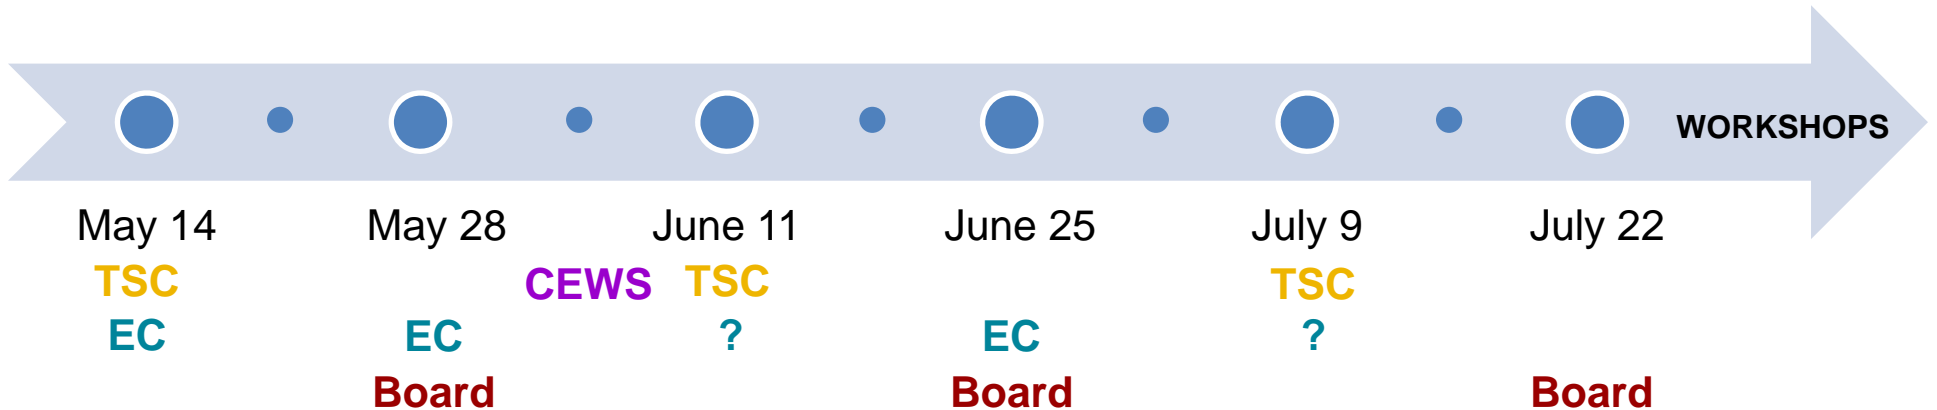 WORKSHOPS
May 14 May 28 June 11 June 25 July 9 July 22
TSC CEWS TSC TSC
EC EC ? EC ?
Board Board Board